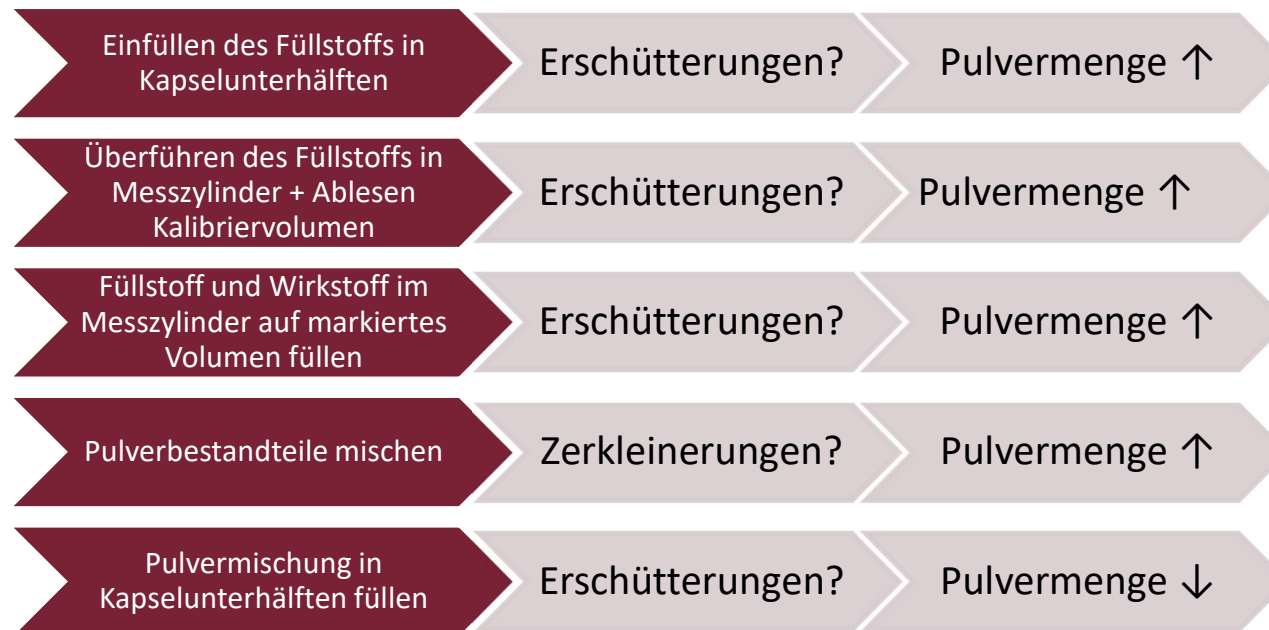 Einfüllen des Füllstoffs in
Kapselunterhälften
Erschütterungen?
Pulvermenge ↑
Überführen des Füllstoffs in
Messzylinder + Ablesen
Kalibriervolumen
Erschütterungen?
Pulvermenge ↑
Füllstoff und Wirkstoff im
Messzylinder auf markiertes
Volumen füllen
Erschütterungen?
Pulvermenge ↑
Pulverbestandteile mischen
Zerkleinerungen?
Pulvermenge ↑
Pulvermischung in
Kapselunterhälften füllen
Erschütterungen?
Pulvermenge ↓